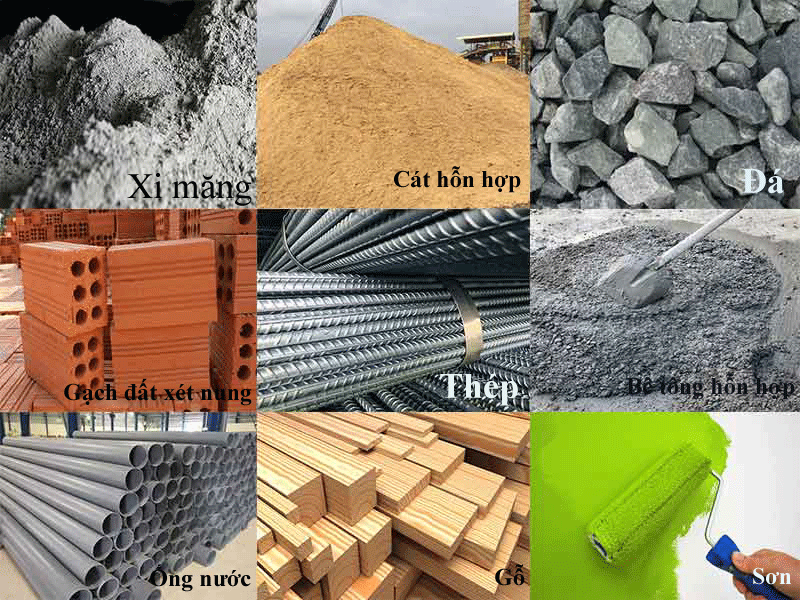 Xi măng
Cát hỗn hợp
Đá
Gạch đất xét nung
Thép
Bê tông hỗn hợp
Ống nước
Gỗ
Sơn